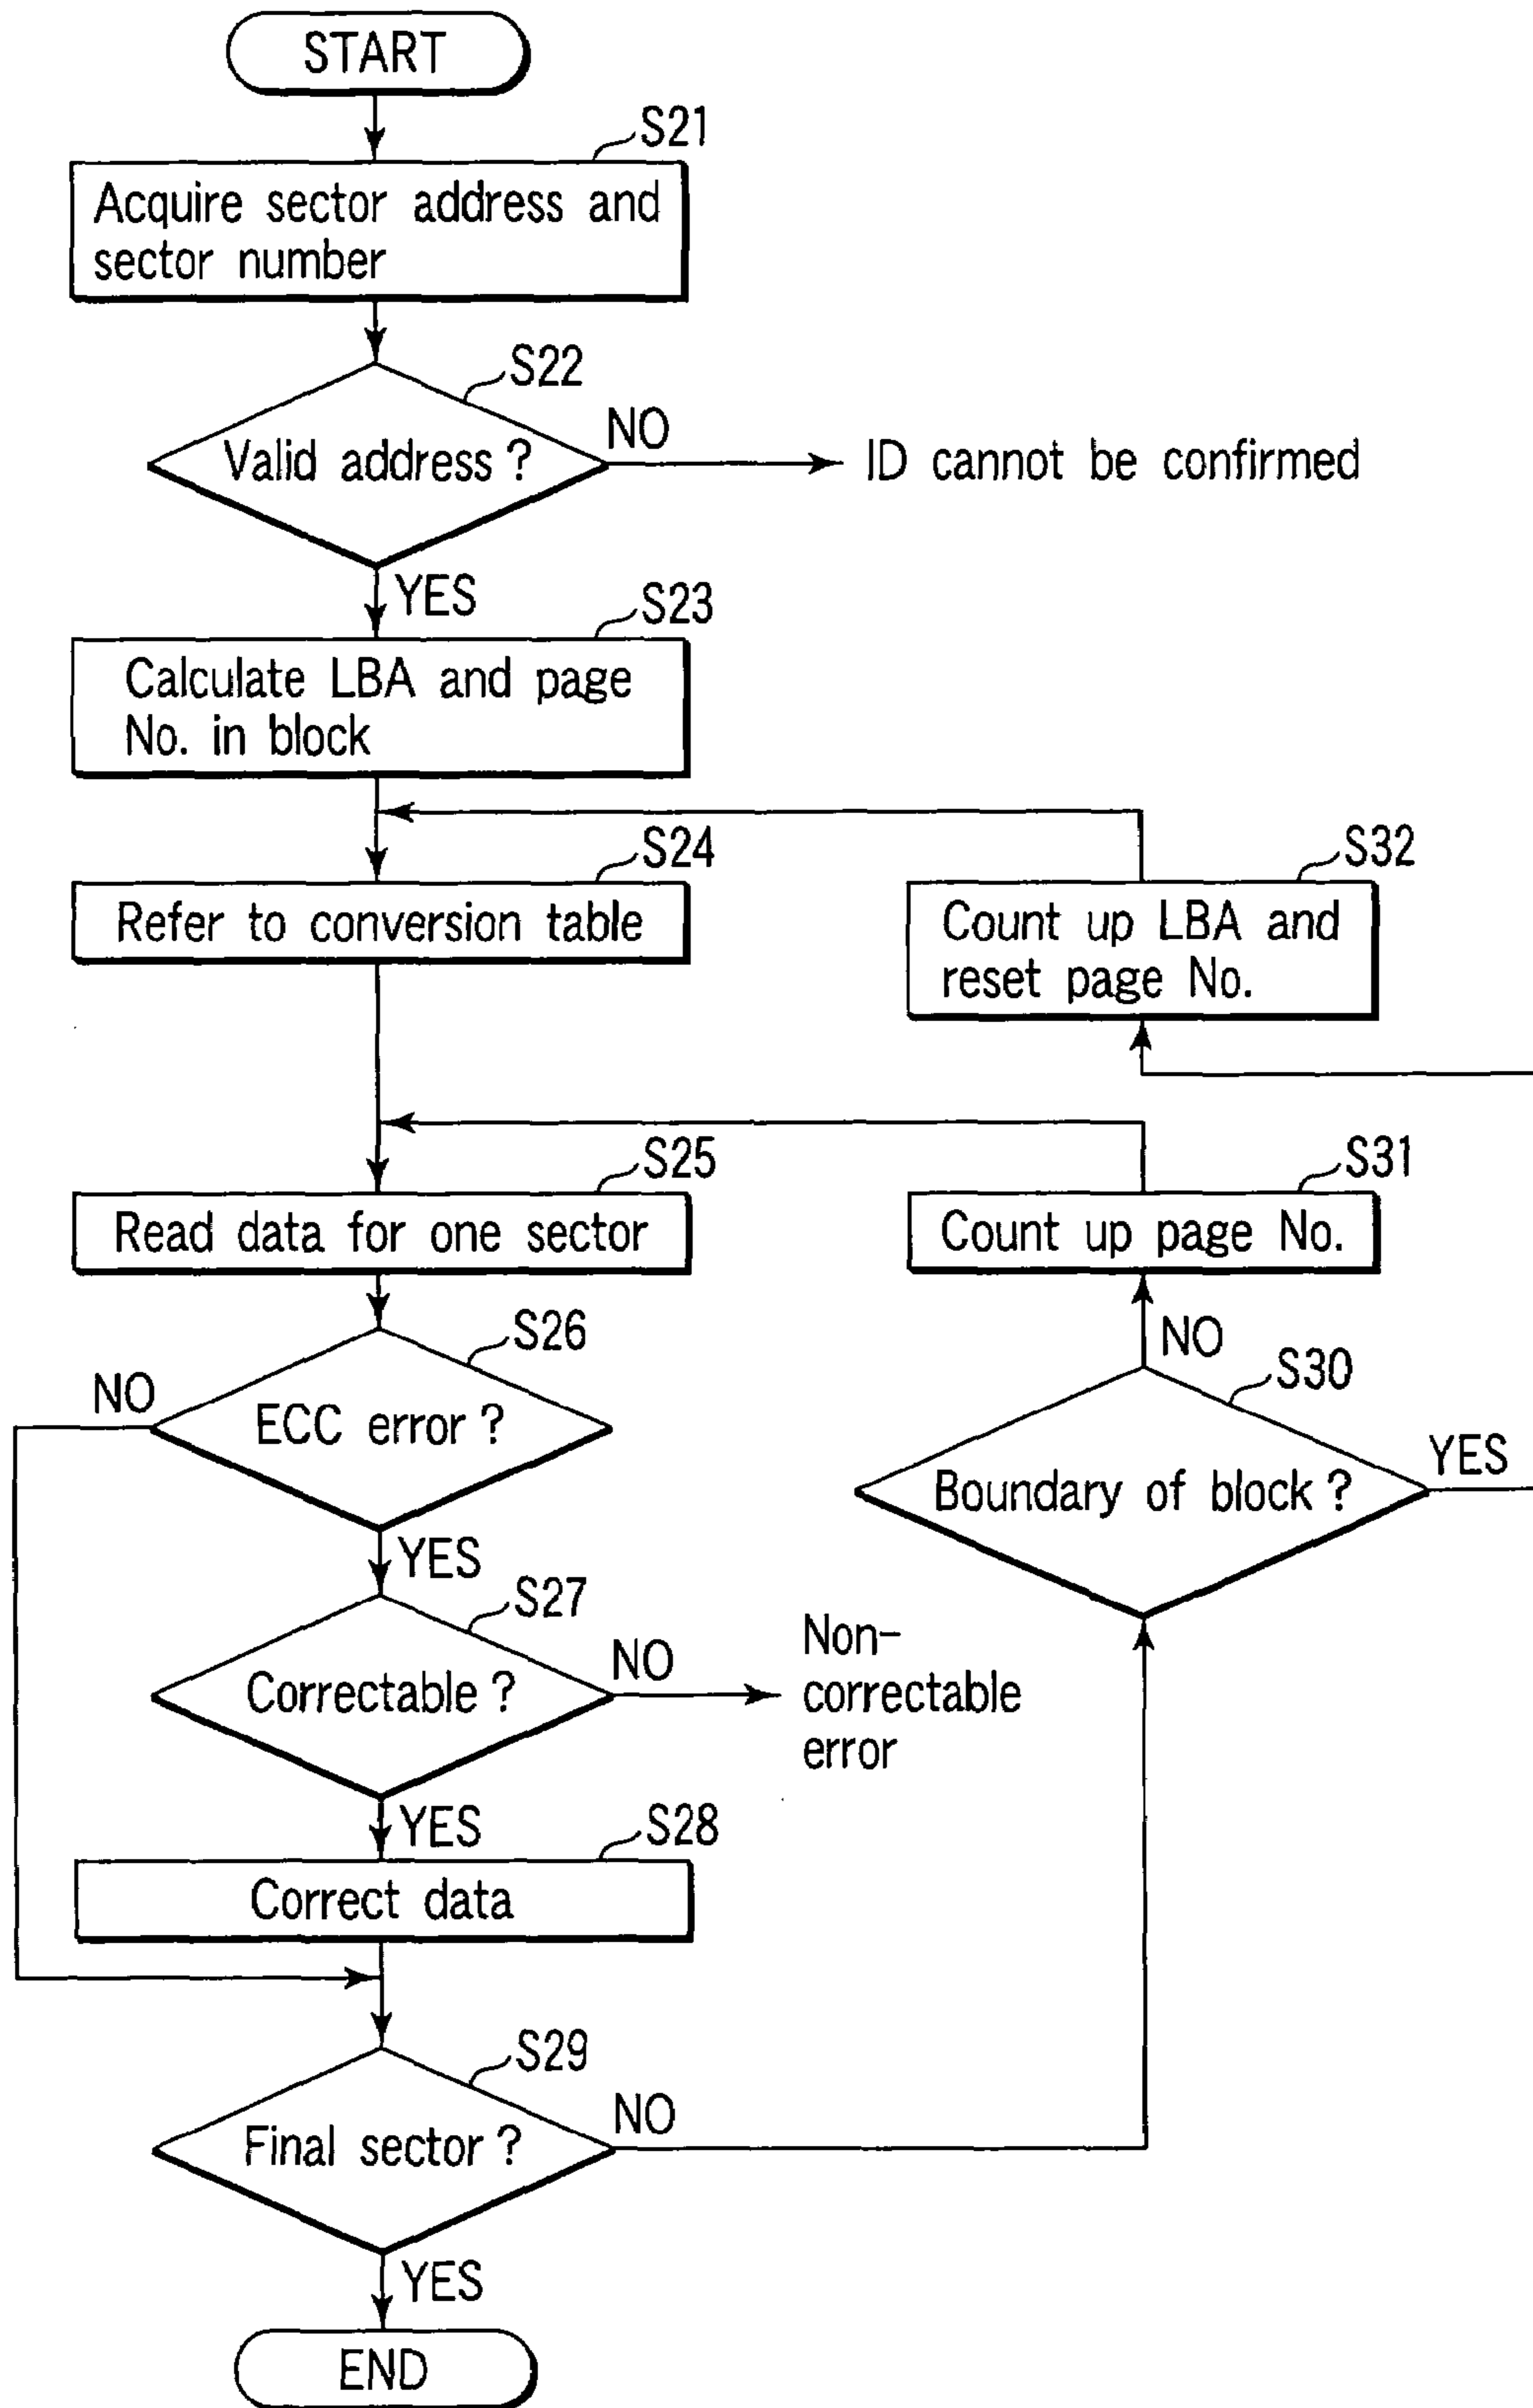 START
S21
Acquire sector address and
sector number
S22
Valid address?
NO
ID cannot be confirmed
YES
S23
Calculate LBA and page
No. in block
S24
Refer to conversion table
S32
Count up LBA and
reset page No.
S25
Read data for one sector
S31
Count up page No.
S26
NO
ECC error?
YES
NO
S30
Boundary of block?
YES
S27
Correctable?
NO
Non-
correctable
error
YES
S28
Correct data
S29
Final sector?
NO
YES
END